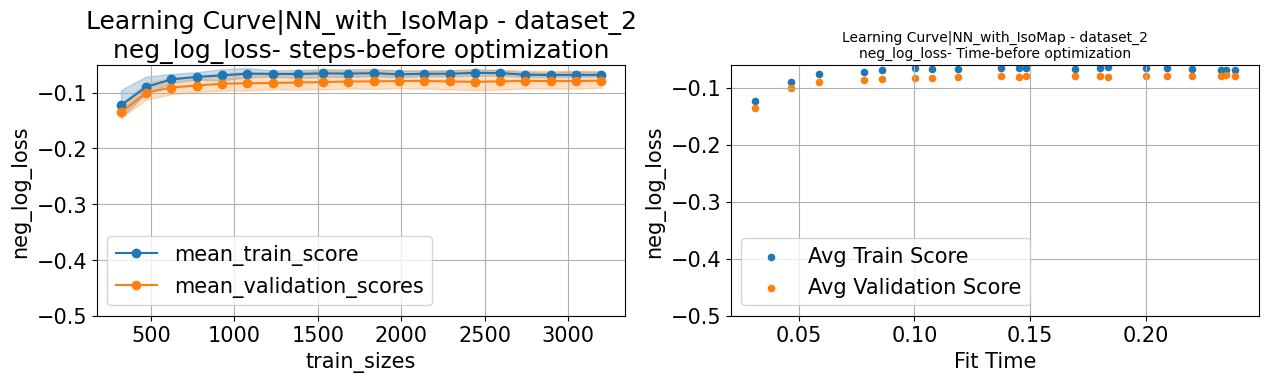 Learning Curve|NN_with_IsoMap - dataset_2
neg_log_loss- steps-before optimization
neg_log_loss
−0.1
−0.2
−0.3
−0.4
−0.5
mean_train_score
mean_validation_scores
500 1000 1500 2000 2500 3000
train_sizes
Learning Curve|NN_with_IsoMap - dataset_2
neg_log_loss- Time-before optimization
neg_log_loss
−0.1
−0.2
−0.3
−0.4
−0.5
Avg Train Score
Avg Validation Score
0.05 0.10 0.15 0.20
Fit Time